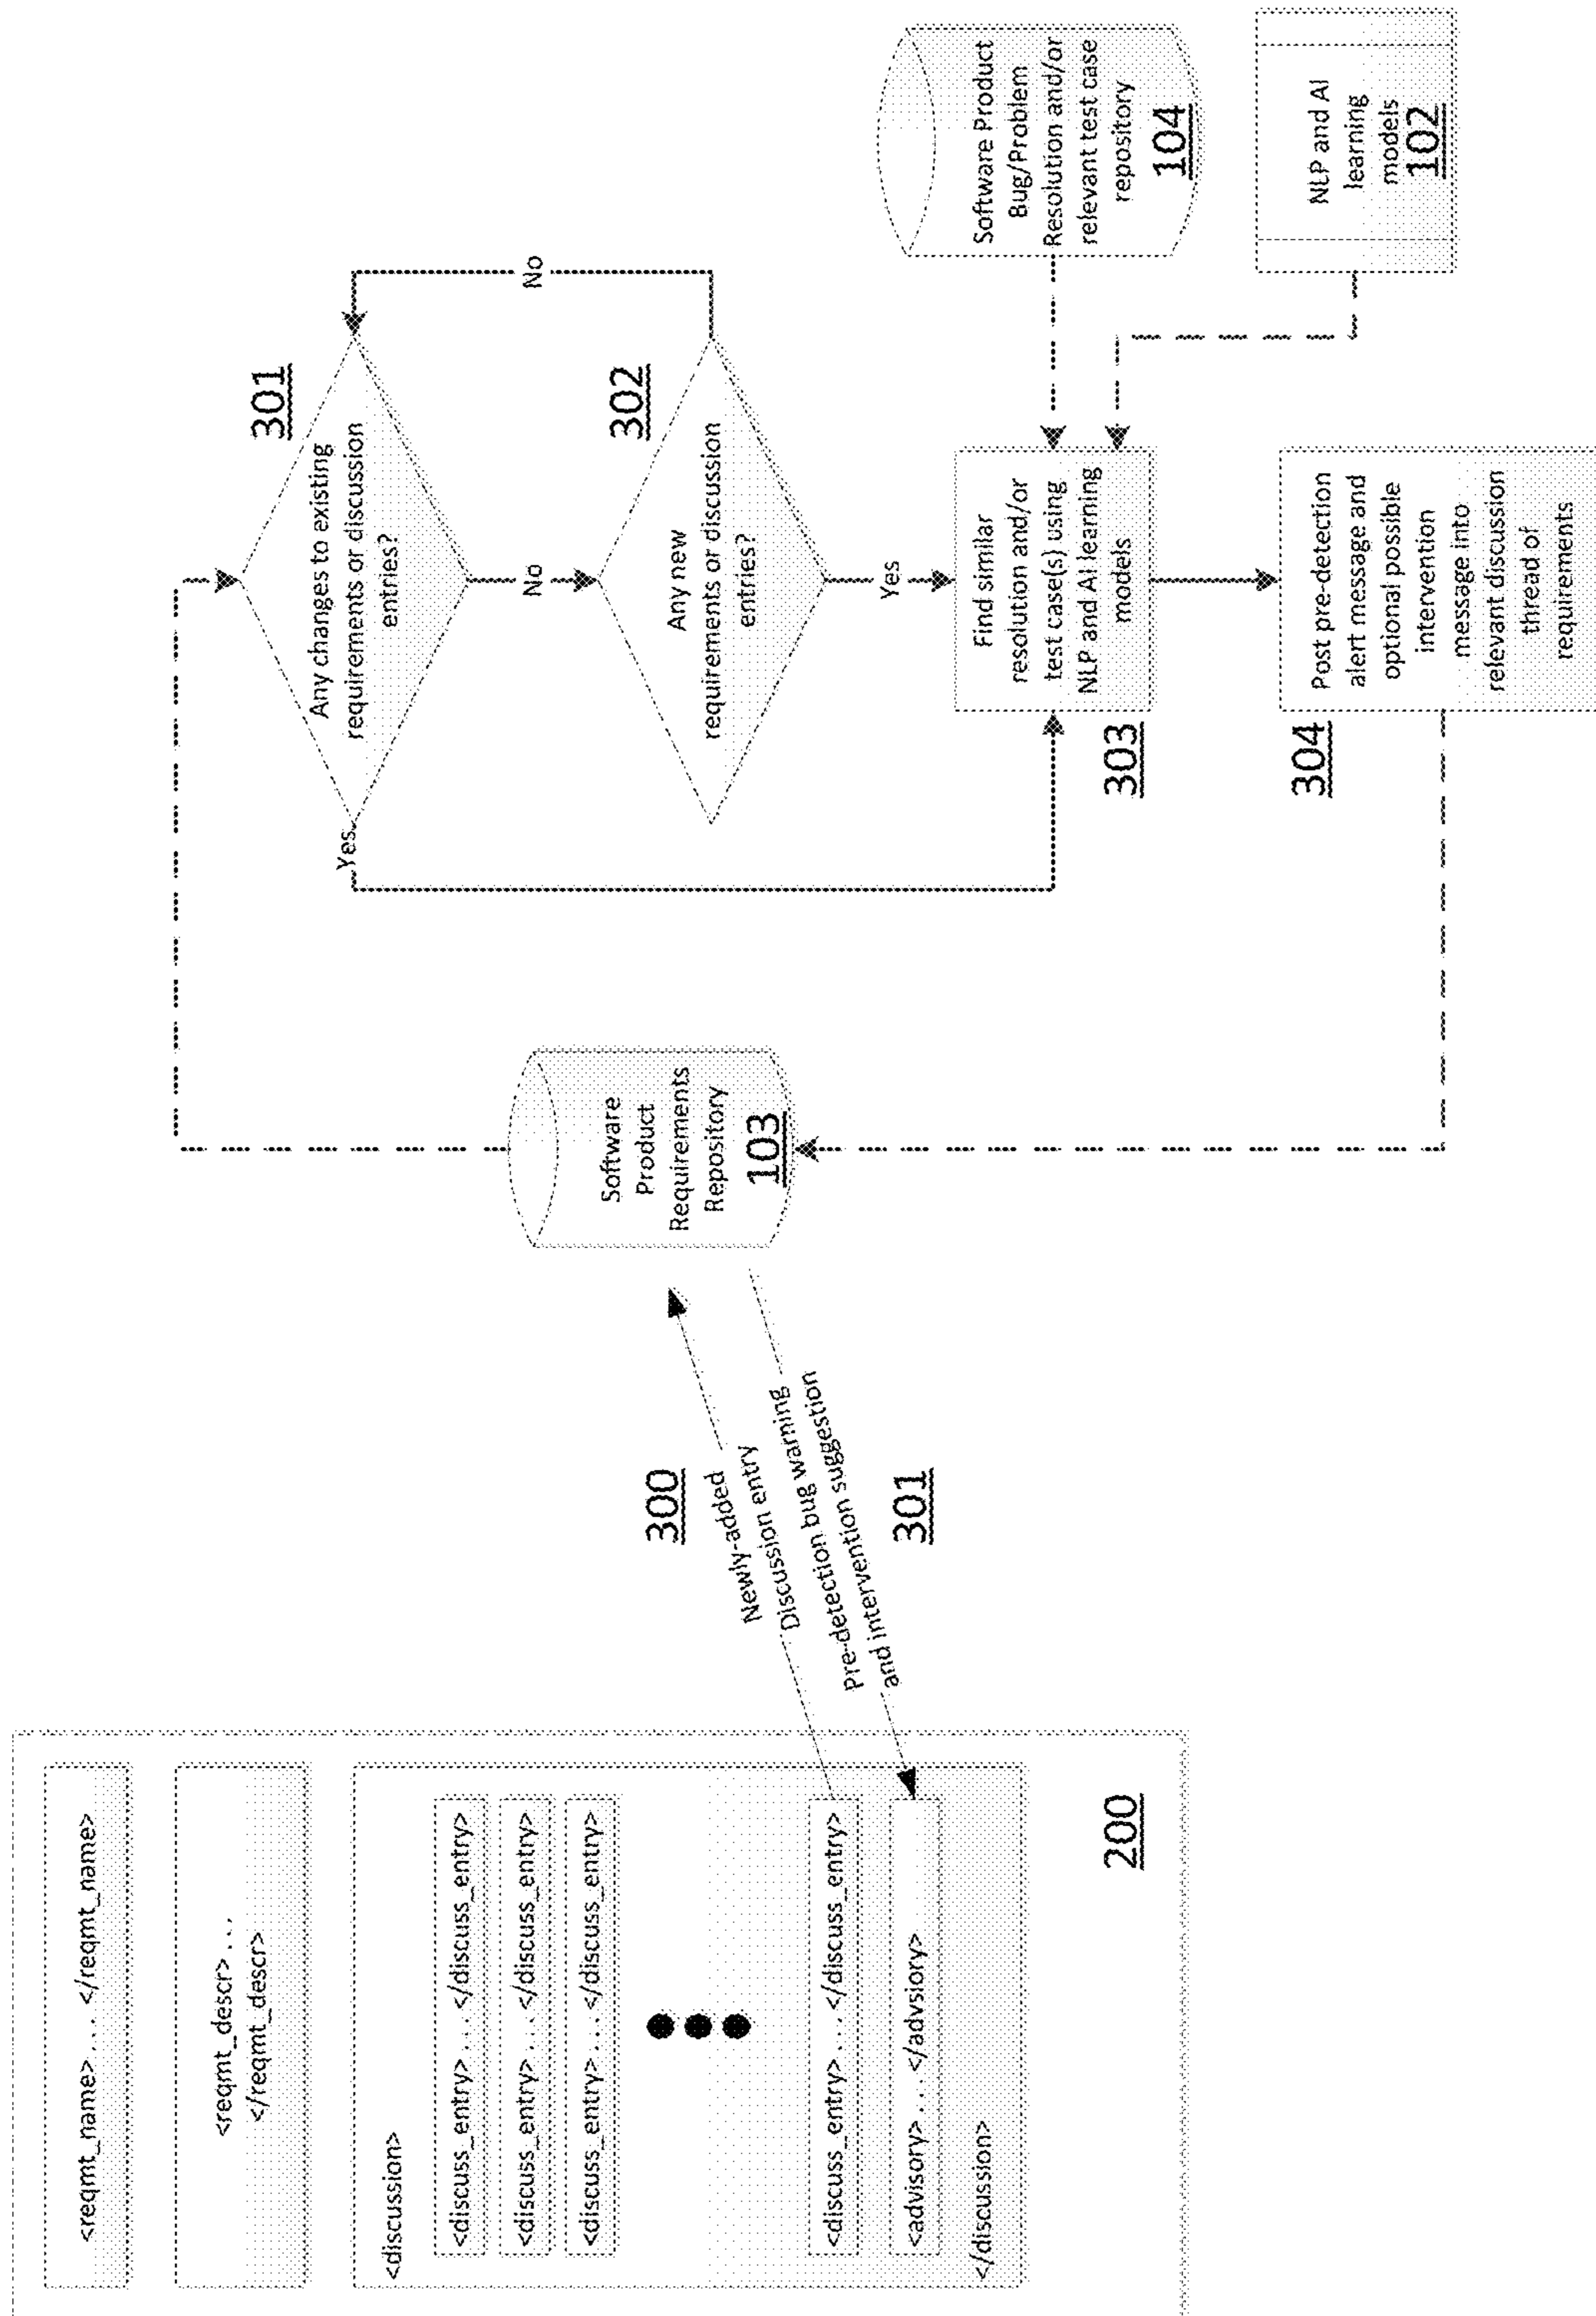 <reqmt_name> . . . </reqmt_name>
<reqmt_descr> . . .
</reqmt_descr>
<discussion>
<discuss_entry> . . . </discuss_entry>
<discuss_entry> . . . </discuss_entry>
<discuss_entry> . . . </discuss_entry>
<discuss_entry> . . . </discuss_entry>
<advisory> . . . </advsiory>
</discussion>
200
300
Newly-added
Discussion entry
Discussion bug warning
Pre-detection suggestion
and intervention
301
Software
Product
Requirements
Repository
103
Any changes to existing
requirements or discussion
entries?
301
Yes
No
Any new
requirements or discussion
entries?
302
No
Yes
Find similar
resolution and/or
test case(s) using
NLP and AI learning
models
303
Post pre-detection
alert message and
optional possible
intervention
message into
relevant discussion
thread of
requirements
304
Software Product
Bug/Problem
Resolution and/or
relevant test case
repository
104
NLP and AI
learning
models
102